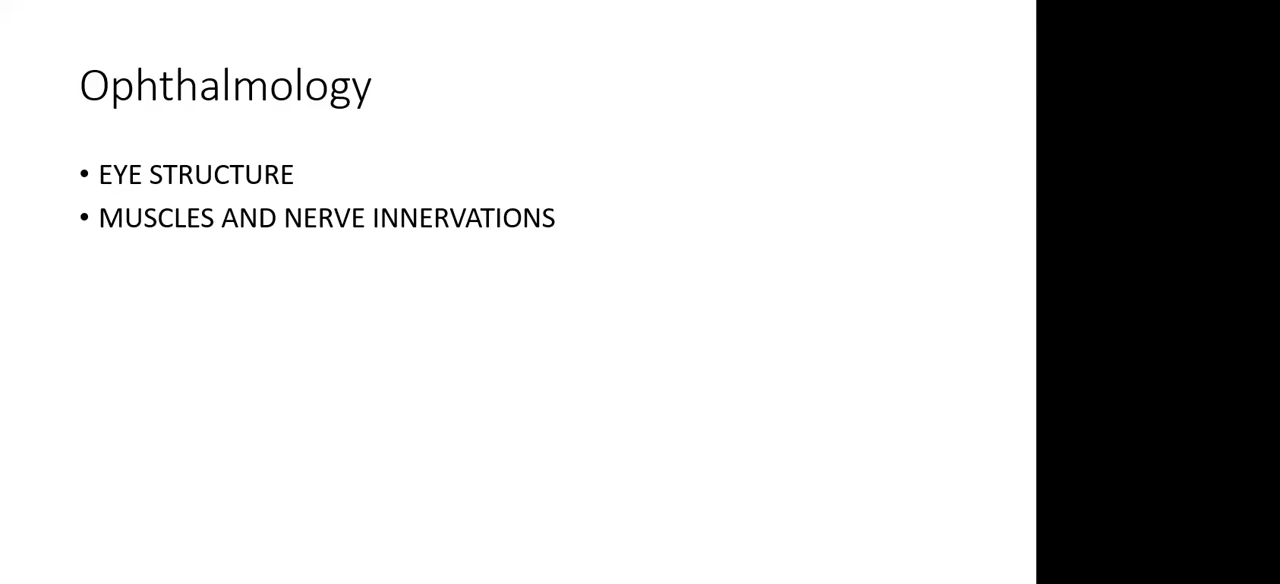 Ophthalmology
• EYE STRUCTURE
• MUSCLES AND NERVE INNERVATIONS